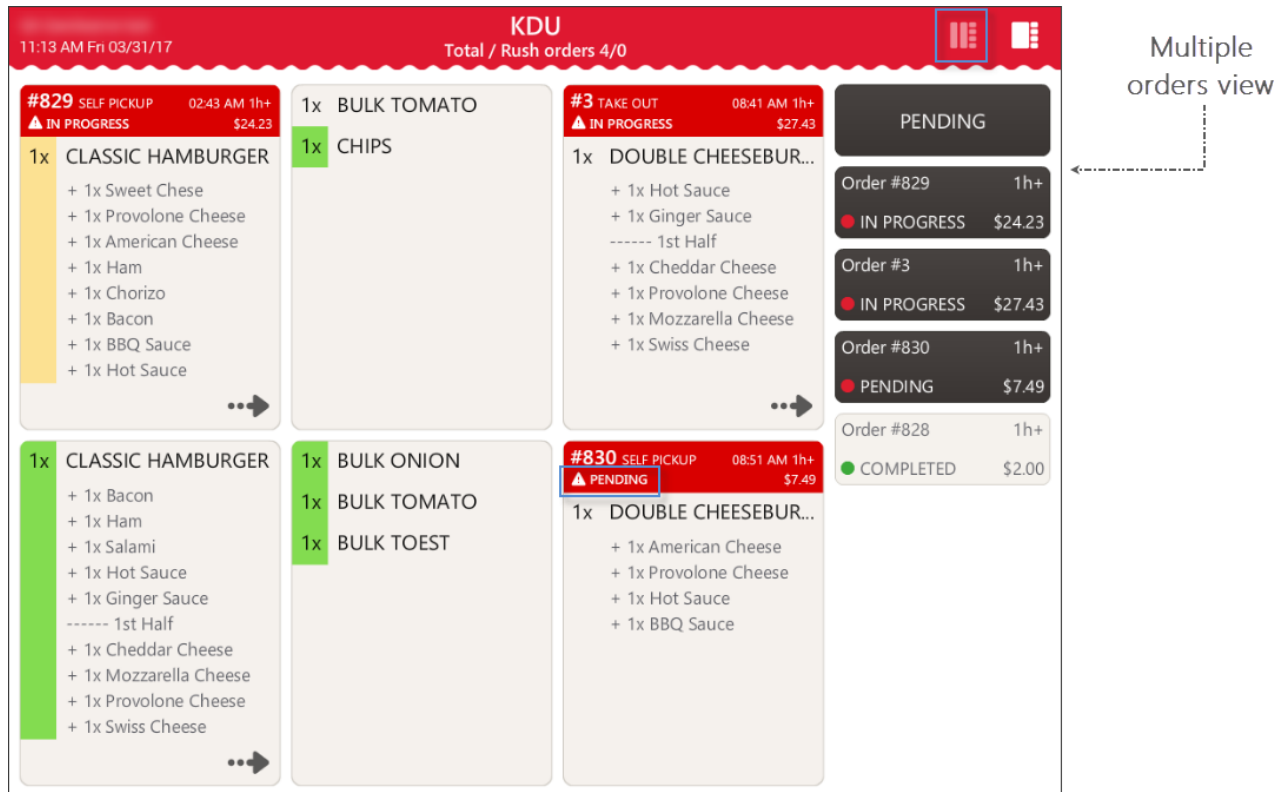 KDU
11:13 AM Fri 03/31/17
Total / Rush orders 4/0
Multiple
orders view
#829 SELF PICKUP 02:43 AM 1h+
IN PROGRESS $24.23
1x CLASSIC HAMBURGER
+ 1x Sweet Chese
+ 1x Provolone Cheese
+ 1x American Cheese
+ 1x Ham
+ 1x Chorizo
+ 1x Bacon
+ 1x BBQ Sauce
+ 1x Hot Sauce
1x CLASSIC HAMBURGER
+ 1x Bacon
+ 1x Ham
+ 1x Salami
+ 1x Hot Sauce
+ 1x Ginger Sauce
------ 1st Half
+ 1x Cheddar Cheese
+ 1x Mozzarella Cheese
+ 1x Provolone Cheese
+ 1x Swiss Cheese
1x BULK TOMATO
1x CHIPS
1x BULK ONION
1x BULK TOMATO
1x BULK TOEST
#3 TAKE OUT 08:41 AM 1h+
IN PROGRESS $27.43
1x DOUBLE CHEESEBUR...
+ 1x Hot Sauce
+ 1x Ginger Sauce
------ 1st Half
+ 1x Cheddar Cheese
+ 1x Provolone Cheese
+ 1x Mozzarella Cheese
+ 1x Swiss Cheese
#830 SELF PICKUP 08:51 AM 1h+
PENDING $7.49
1x DOUBLE CHEESEBUR...
+ 1x American Cheese
+ 1x Provolone Cheese
+ 1x Hot Sauce
+ 1x BBQ Sauce
PENDING
Order #829 1h+
IN PROGRESS $24.23
Order #3 1h+
IN PROGRESS $27.43
Order #830 1h+
PENDING $7.49
Order #828 1h+
COMPLETED $2.00